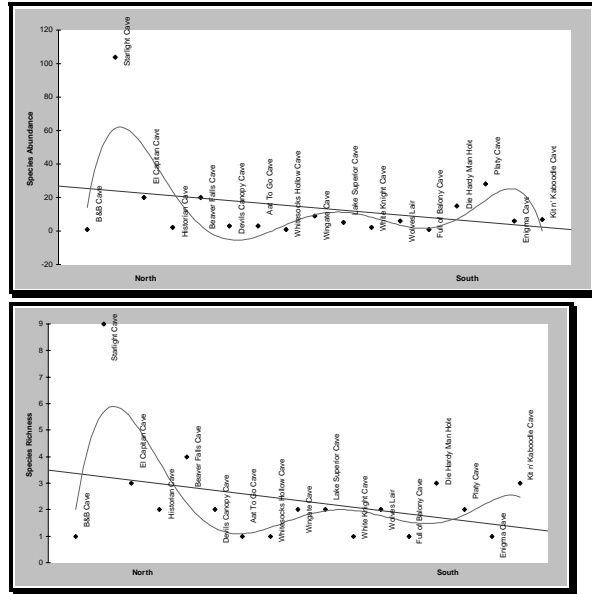 120
100
80
60
40
20
0
-20
Species Abundance
B&B Cave
Starlight Cave
El Capitan Cave
Historian Cave
Beaver Falls Cave
Devils Canopy Cave
Aat To Go Cave
Whitesocks Hollow Cave
Wingate Cave
Lake Superior Cave
White Knight Cave
Wolves Lair
Full of Balony Cave
Die Hardy Man Hole
Platy Cave
Enigma Cave
Kit n' Kaboodle Cave
North
South
9
8
7
6
5
4
3
2
1
0
Species Richness
B&B Cave
Starlight Cave
El Capitan Cave
Historian Cave
Beaver Falls Cave
Devils Canopy Cave
Aat To Go Cave
Whitesocks Hollow Cave
Wingate Cave
Lake Superior Cave
White Knight Cave
Wolves Lair
Full of Balony Cave
Die Hardy Man Hole
Platy Cave
Enigma Cave
Kit n' Kaboodle Cave
North
South